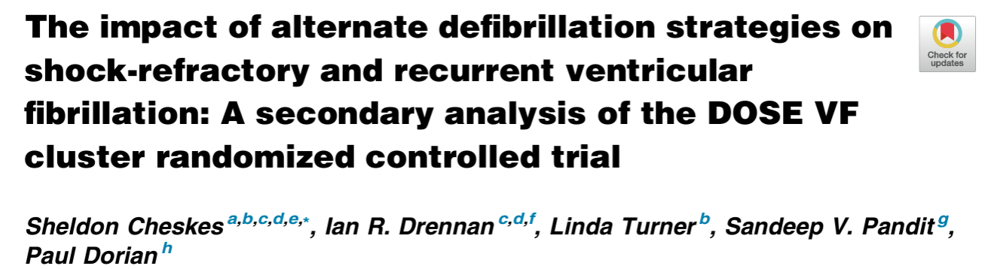 The impact of alternate defibrillation strategies on
shock-refractory and recurrent ventricular
fibrillation: A secondary analysis of the DOSE VF
cluster randomized controlled trial
Check for
updates
Sheldon Cheskes a,b,c,d,e,*, Ian R. Drennan c,d,f, Linda Turner b, Sandeep V. Pandit g,
Paul Dorian h